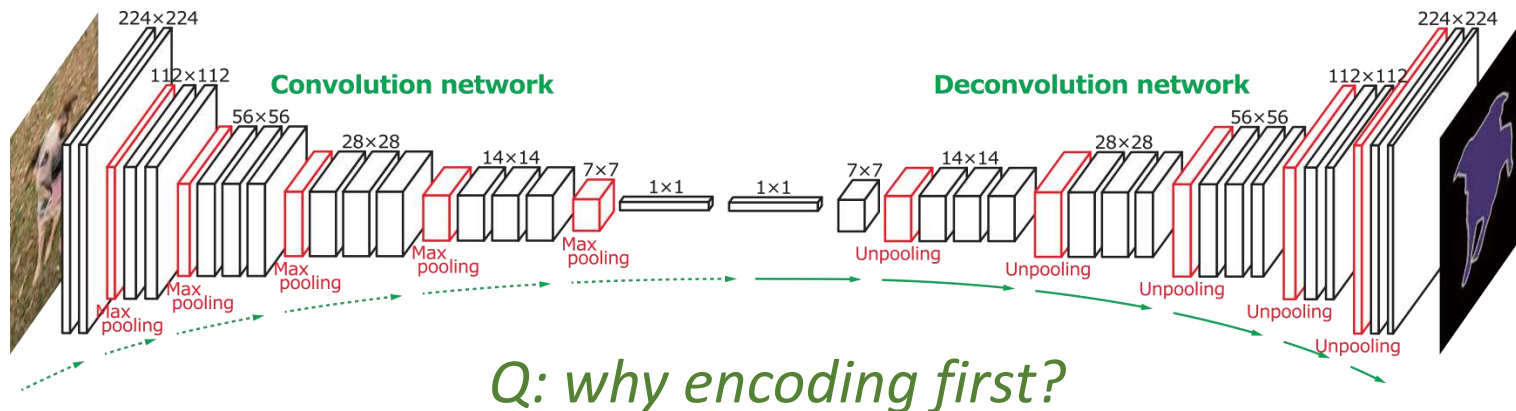 224×224
112×112
Convolution network
56×56
28×28
14×14
7×7
1×1
1×1
7×7
14×14
28×28
Deconvolution network
56×56
112×112
224×224
Max
pooling
Max
pooling
Max
pooling
Max
pooling
Max
pooling
Unpooling
Unpooling
Unpooling
Unpooling
Unpooling
Q: why encoding first?